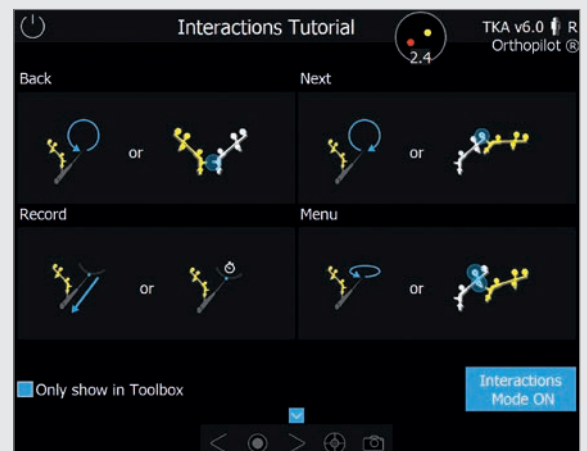 Interactions Tutorial
2.4
TKA v6.0 R
Orthopilot ®
Back
Next
or
or
Record
Menu
or
or
Only show in Toolbox
Interactions
Mode ON